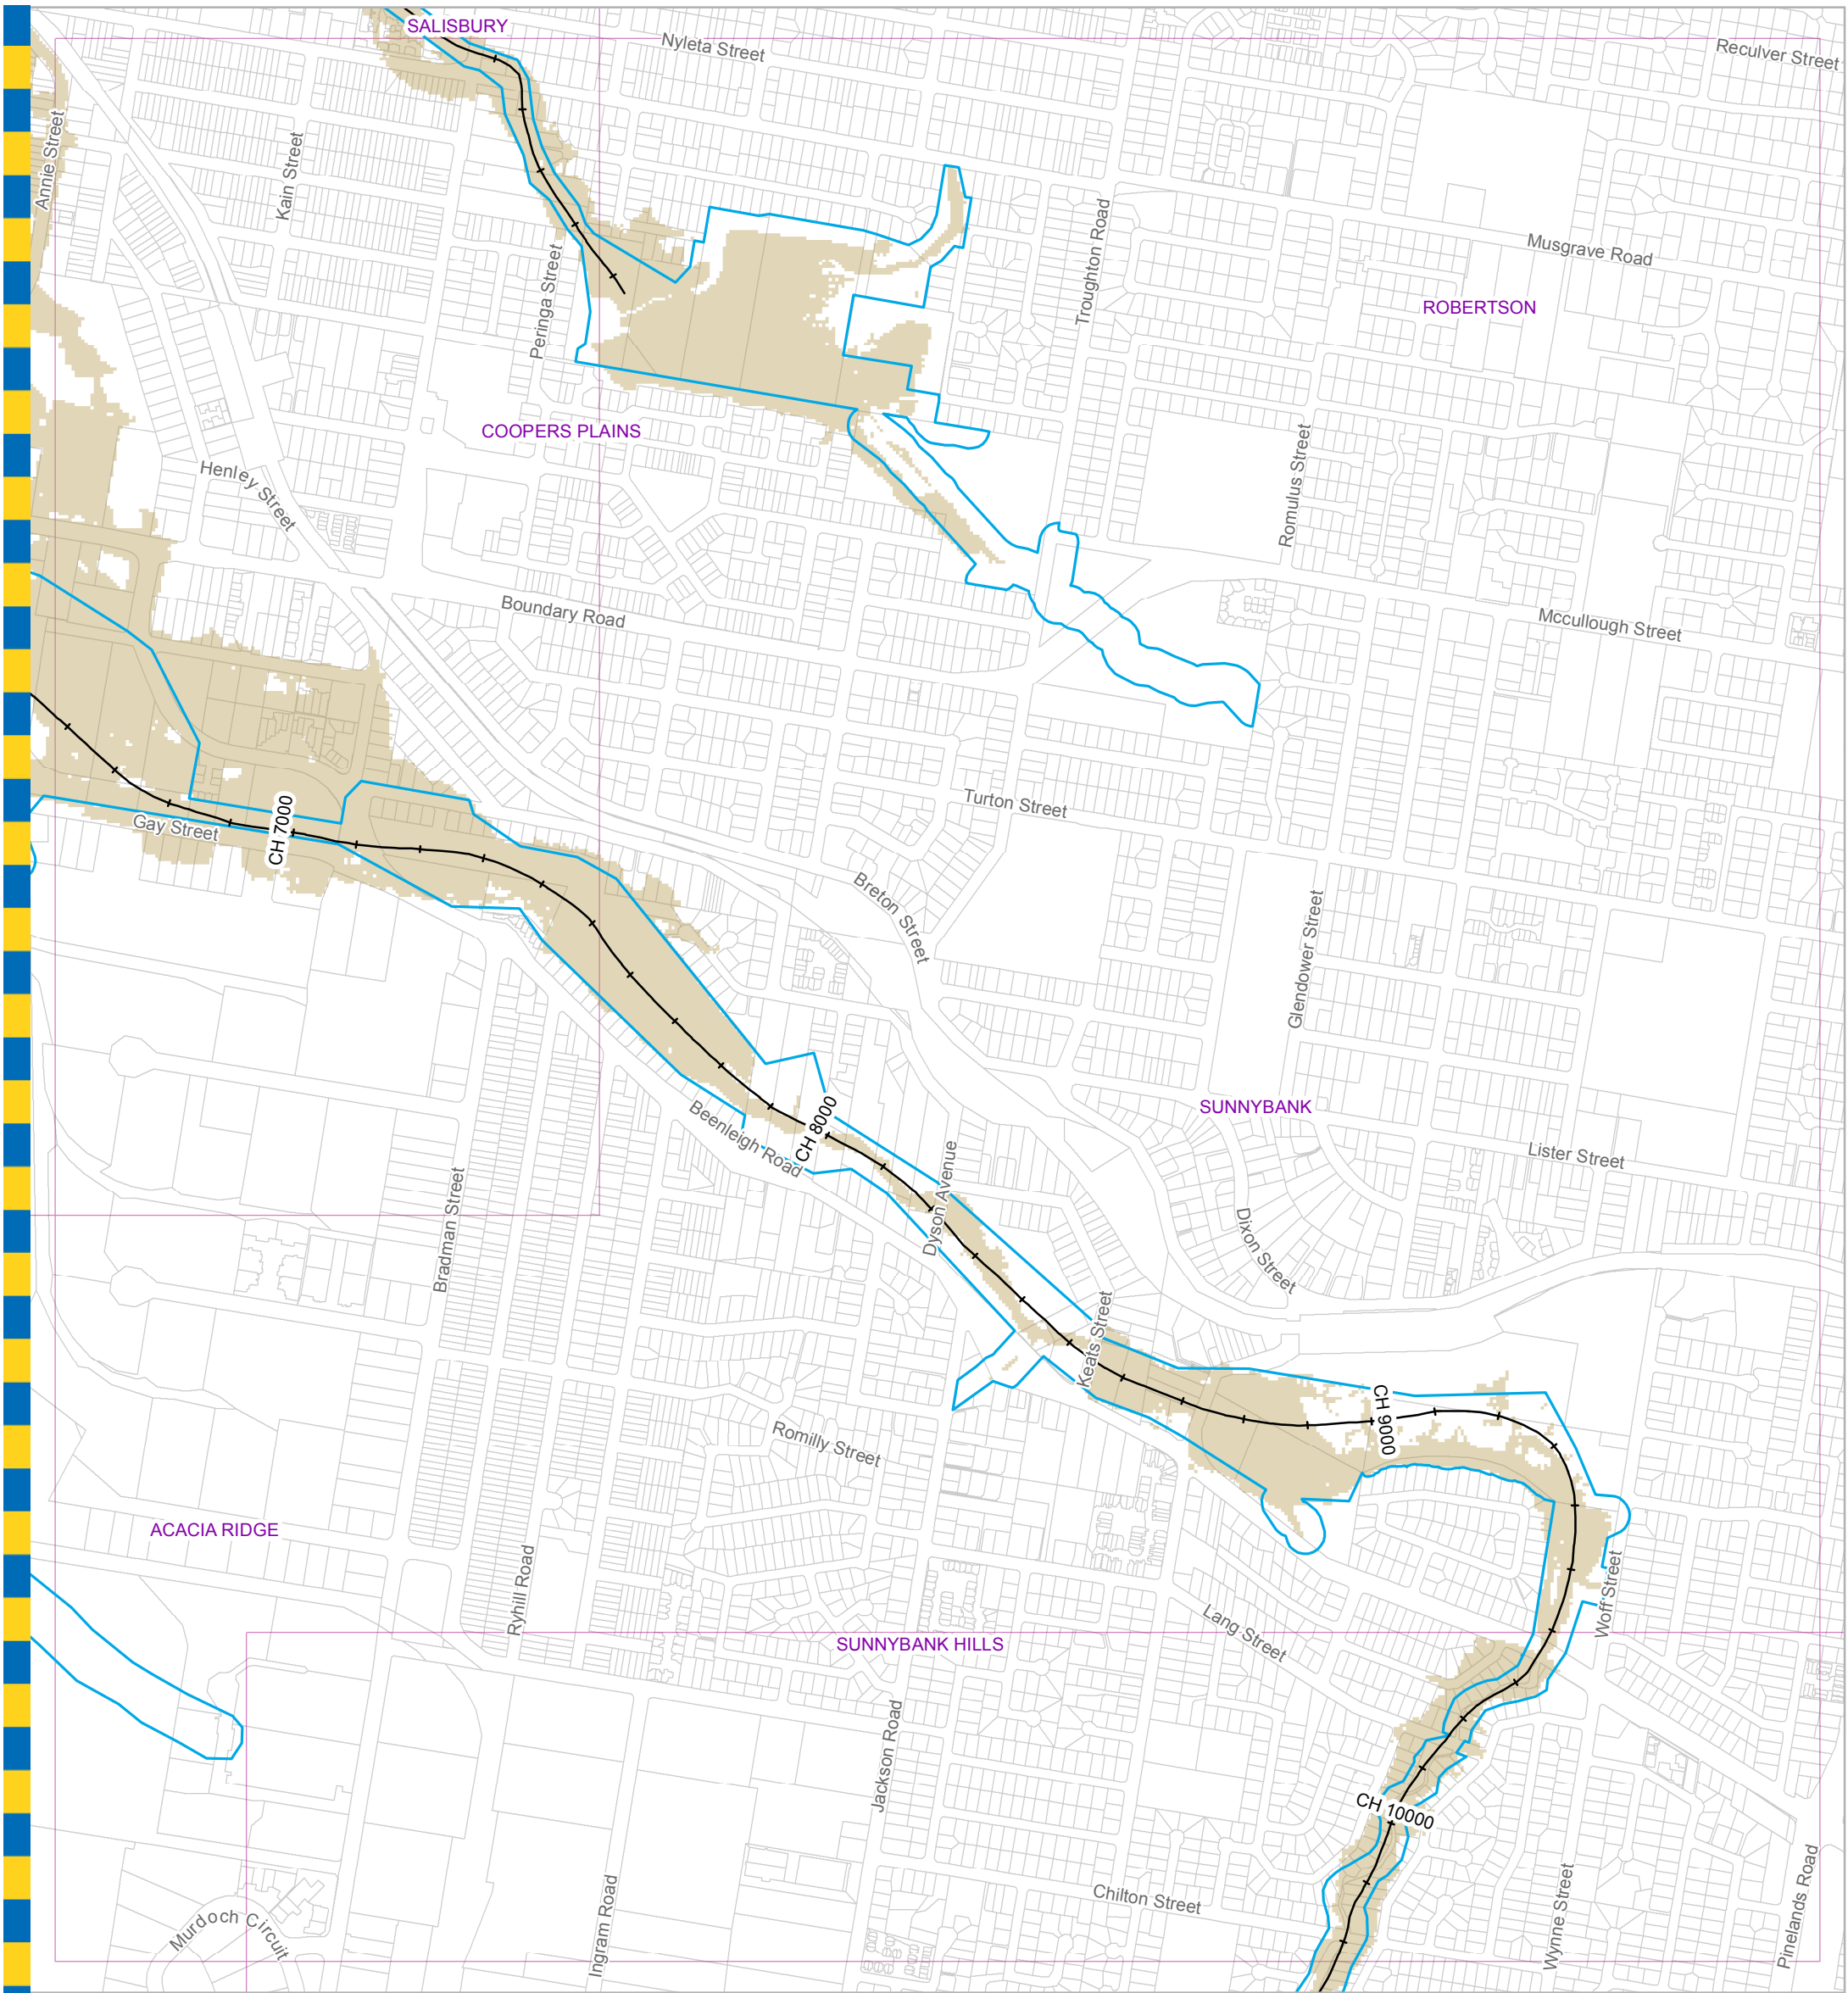 SALISBURY
Nyleta Street
Reculver Street
Annie Street
Kain Street
Peringa Street
Troughton Road
Musgrave Road
ROBERTSON
COOPERS PLAINS
Henley Street
Romulus Street
Boundary Road
Mccullough Street
Turton Street
Gay Street
CH 7000
Breton Street
Glendower Street
Beenleigh Road
CH 8000
SUNNYBANK
Lister Street
Bradman Street
Dyson Avenue
Dixon Street
Keats Street
CH 9000
Romilly Street
ACACIA RIDGE
Ryhill Road
Woff Street
Lang Street
SUNNYBANK HILLS
Jackson Road
CH 10000
Chilton Street
Murdoch Circuit
Ingram Road
Wynne Street
Pinelands Road